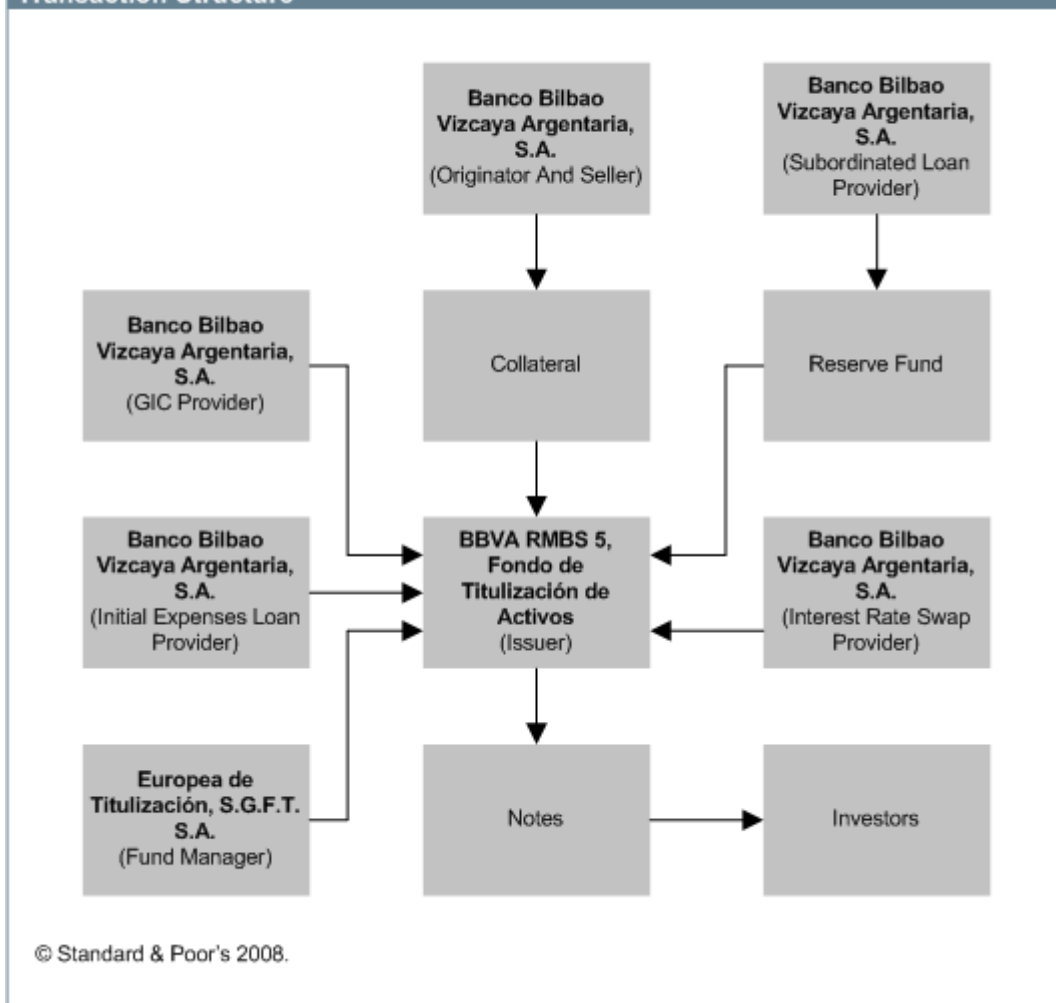 Transaction Structure
Banco Bilbao
Vizcaya Argentaria,
S.A.
(Originator And Seller)
Banco Bilbao
Vizcaya Argentaria,
S.A.
(Subordinated Loan
Provider)
Banco Bilbao
Vizcaya Argentaria,
S.A.
(GIC Provider)
Collateral
Reserve Fund
Banco Bilbao
Vizcaya Argentaria,
S.A.
(Initial Expenses Loan
Provider)
BBVA RMBS 5,
Fondo de
Titulización de
Activos
(Issuer)
Banco Bilbao
Vizcaya Argentaria,
S.A.
(Interest Rate Swap
Provider)
Europea de
Titulización, S.G.F.T.
S.A.
(Fund Manager)
Notes
Investors
© Standard & Poor's 2008.